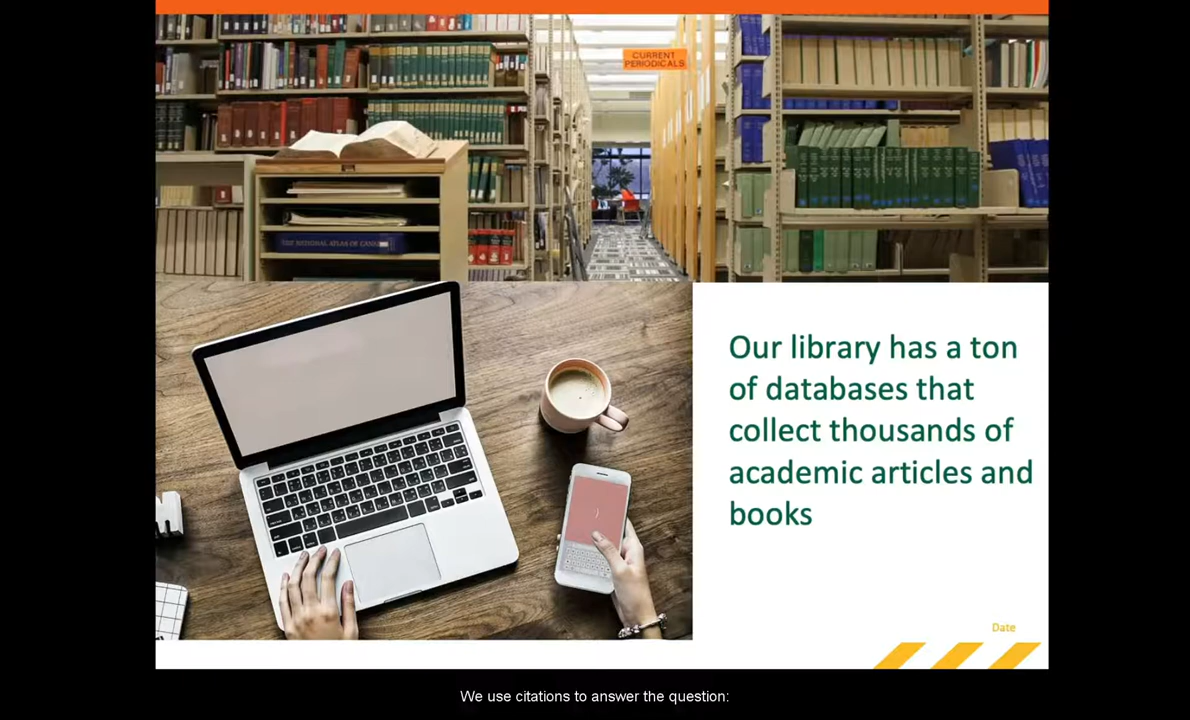 CURRENT
PERIODICALS
THE NATIONAL ATLAS OF CANADA
Our library has a ton
of databases that
collect thousands of
academic articles and
books
Date
We use citations to answer the question: